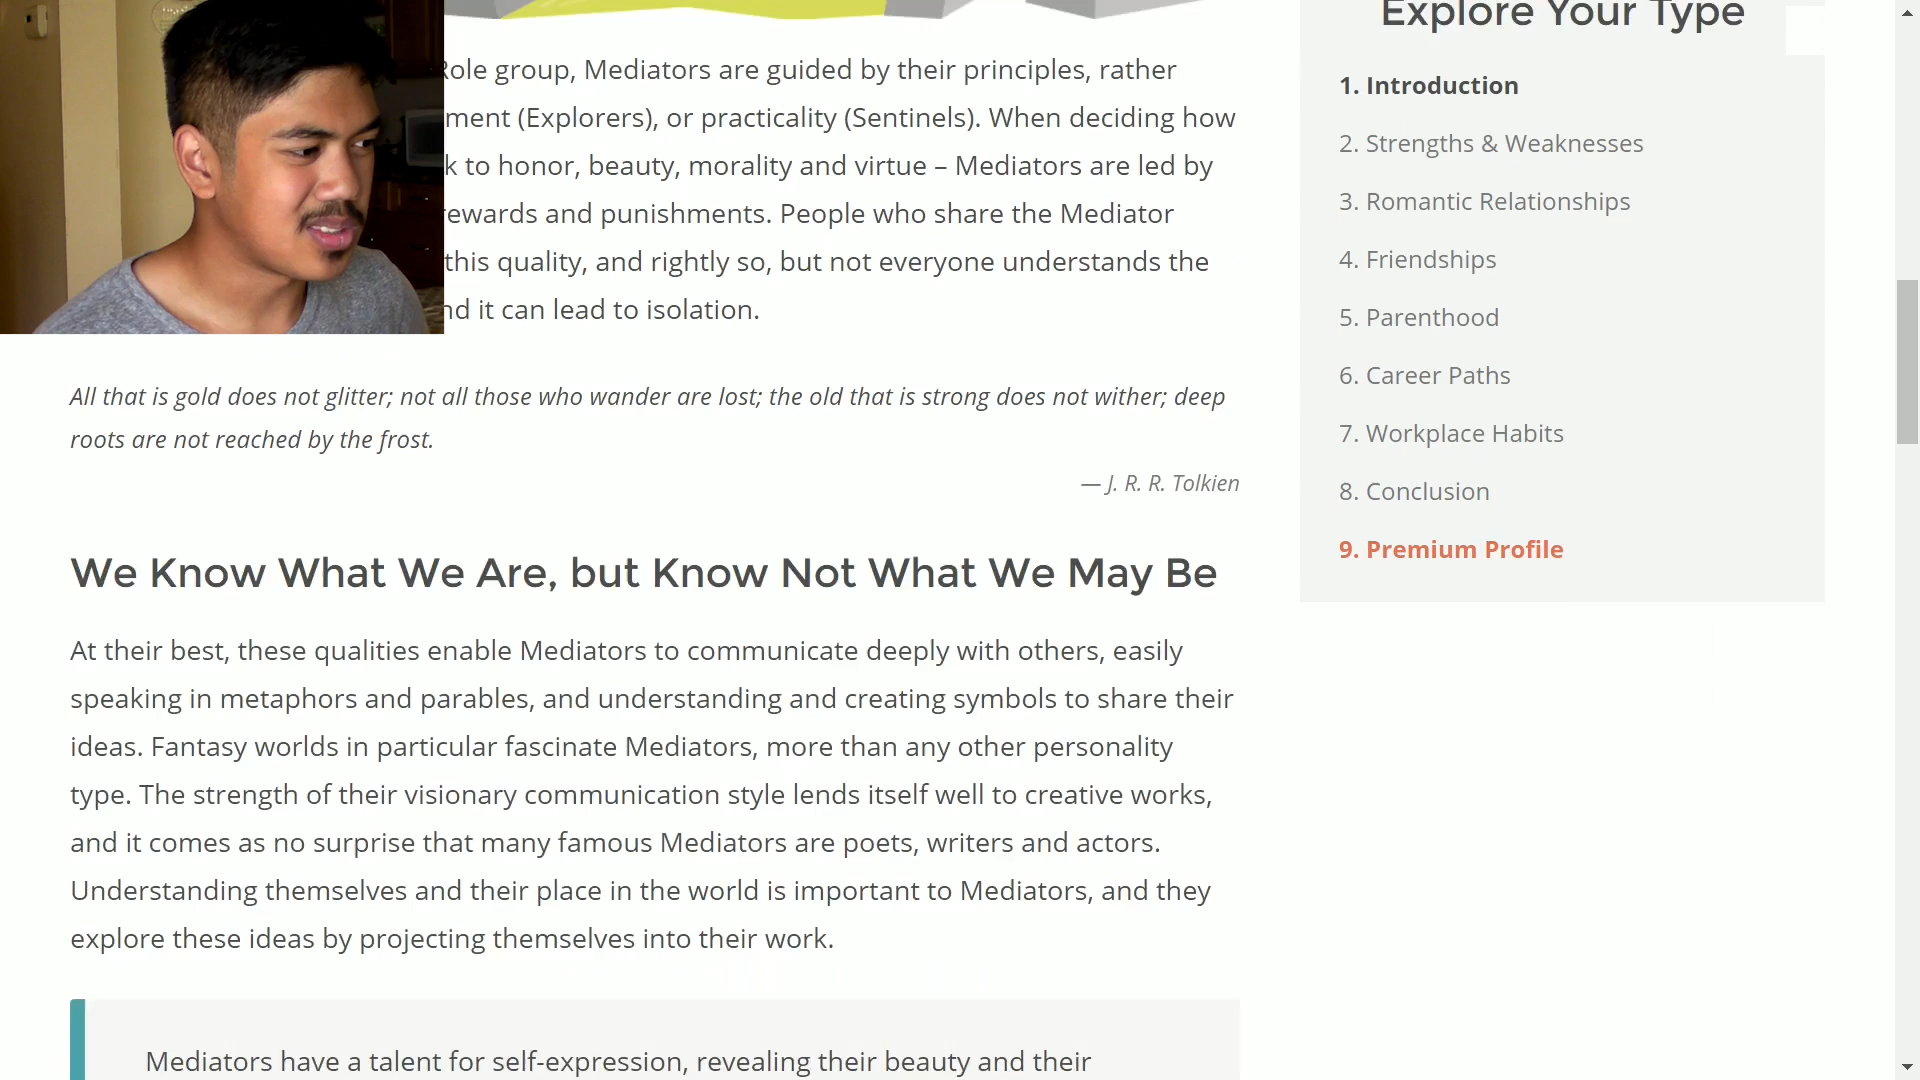 Role group, Mediators are guided by their principles, rather
ment (Explorers), or practicality (Sentinels). When deciding how
k to honor, beauty, morality and virtue – Mediators are led by
rewards and punishments. People who share the Mediator
this quality, and rightly so, but not everyone understands the
nd it can lead to isolation.
All that is gold does not glitter; not all those who wander are lost; the old that is strong does not wither; deep
roots are not reached by the frost.
— J. R. R. Tolkien
We Know What We Are, but Know Not What We May Be
At their best, these qualities enable Mediators to communicate deeply with others, easily
speaking in metaphors and parables, and understanding and creating symbols to share their
ideas. Fantasy worlds in particular fascinate Mediators, more than any other personality
type. The strength of their visionary communication style lends itself well to creative works,
and it comes as no surprise that many famous Mediators are poets, writers and actors.
Understanding themselves and their place in the world is important to Mediators, and they
explore these ideas by projecting themselves into their work.
Mediators have a talent for self-expression, revealing their beauty and their
Explore Your Type
1. Introduction
2. Strengths & Weaknesses
3. Romantic Relationships
4. Friendships
5. Parenthood
6. Career Paths
7. Workplace Habits
8. Conclusion
9. Premium Profile